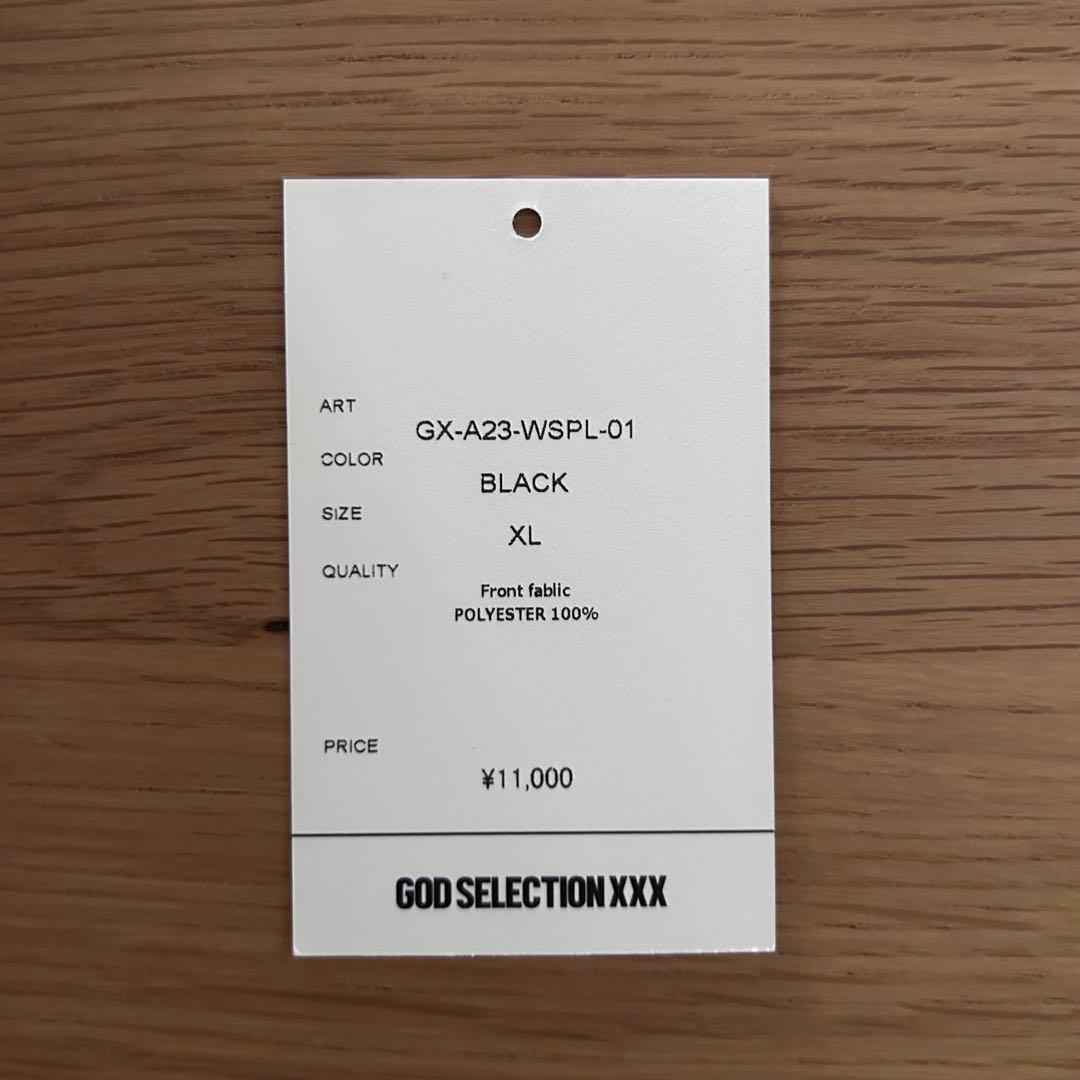 ART
GX-A23-WSPL-01
COLOR
BLACK
SIZE
XL
QUALITY
Front fablic
POLYESTER 100%
PRICE
¥11,000
GOD SELECTION XXX